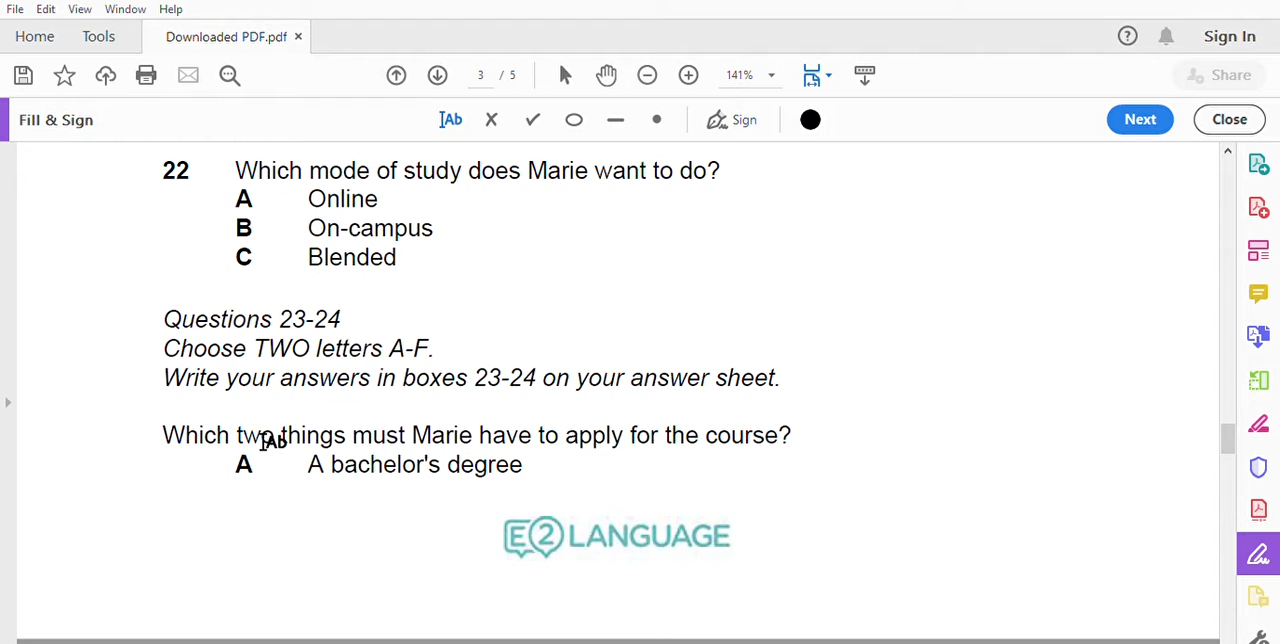 File Edit View Window Help
Home Tools Downloaded PDF.pdf × Sign In
3 / 5 141% Share
Fill & Sign Ab Sign Next Close
22 Which mode of study does Marie want to do?
A Online
B On-campus
C Blended
Questions 23-24
Choose TWO letters A-F.
Write your answers in boxes 23-24 on your answer sheet.
Which two things must Marie have to apply for the course?
Ab
A A bachelor's degree
E2 LANGUAGE